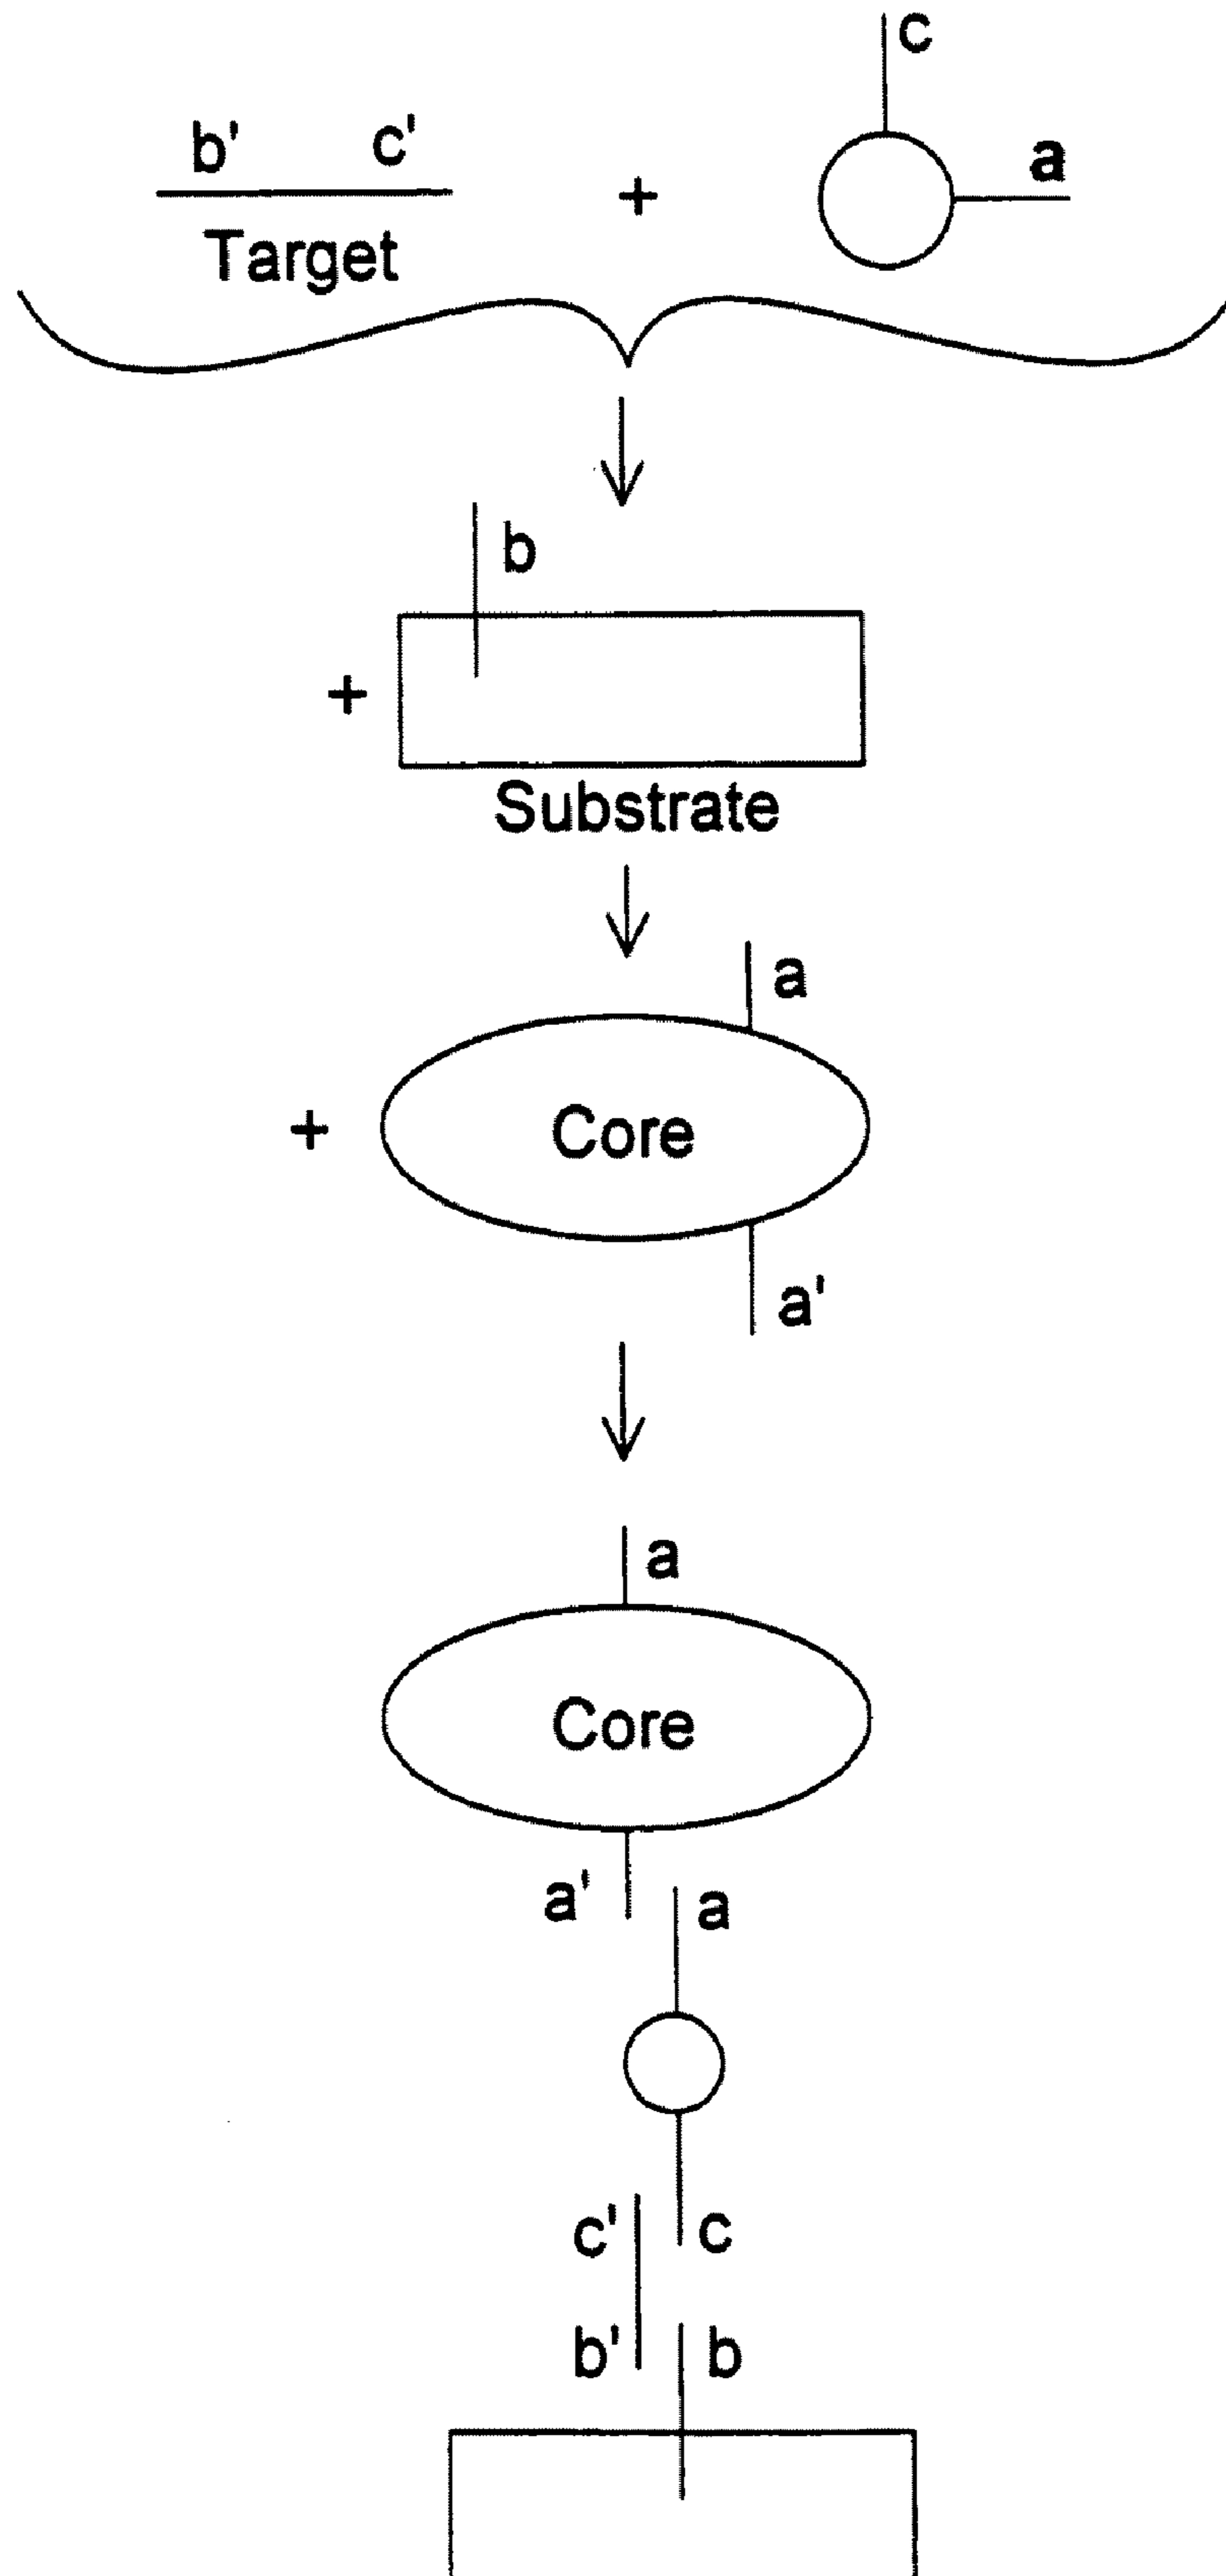 c
b' c'
+
a
Target
b
+
Substrate
a
+
Core
a'
a
Core
a'
a
c'
c
b'
b